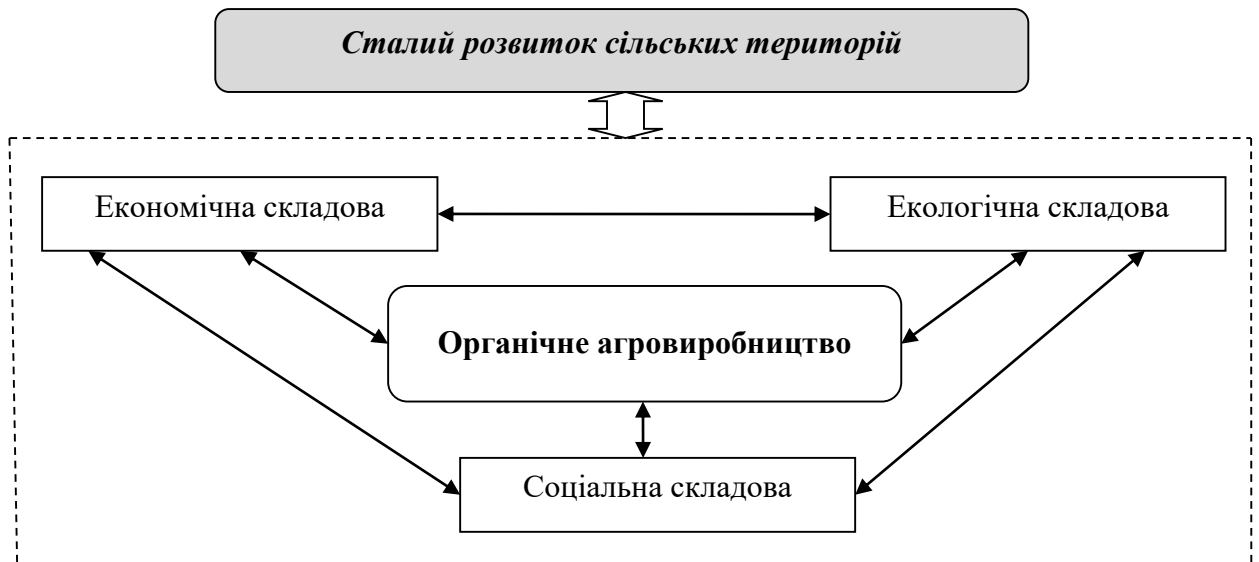 Сталий розвиток сільських територій
Економічна складова
Екологічна складова
Органічне агровиробництво
Соціальна складова